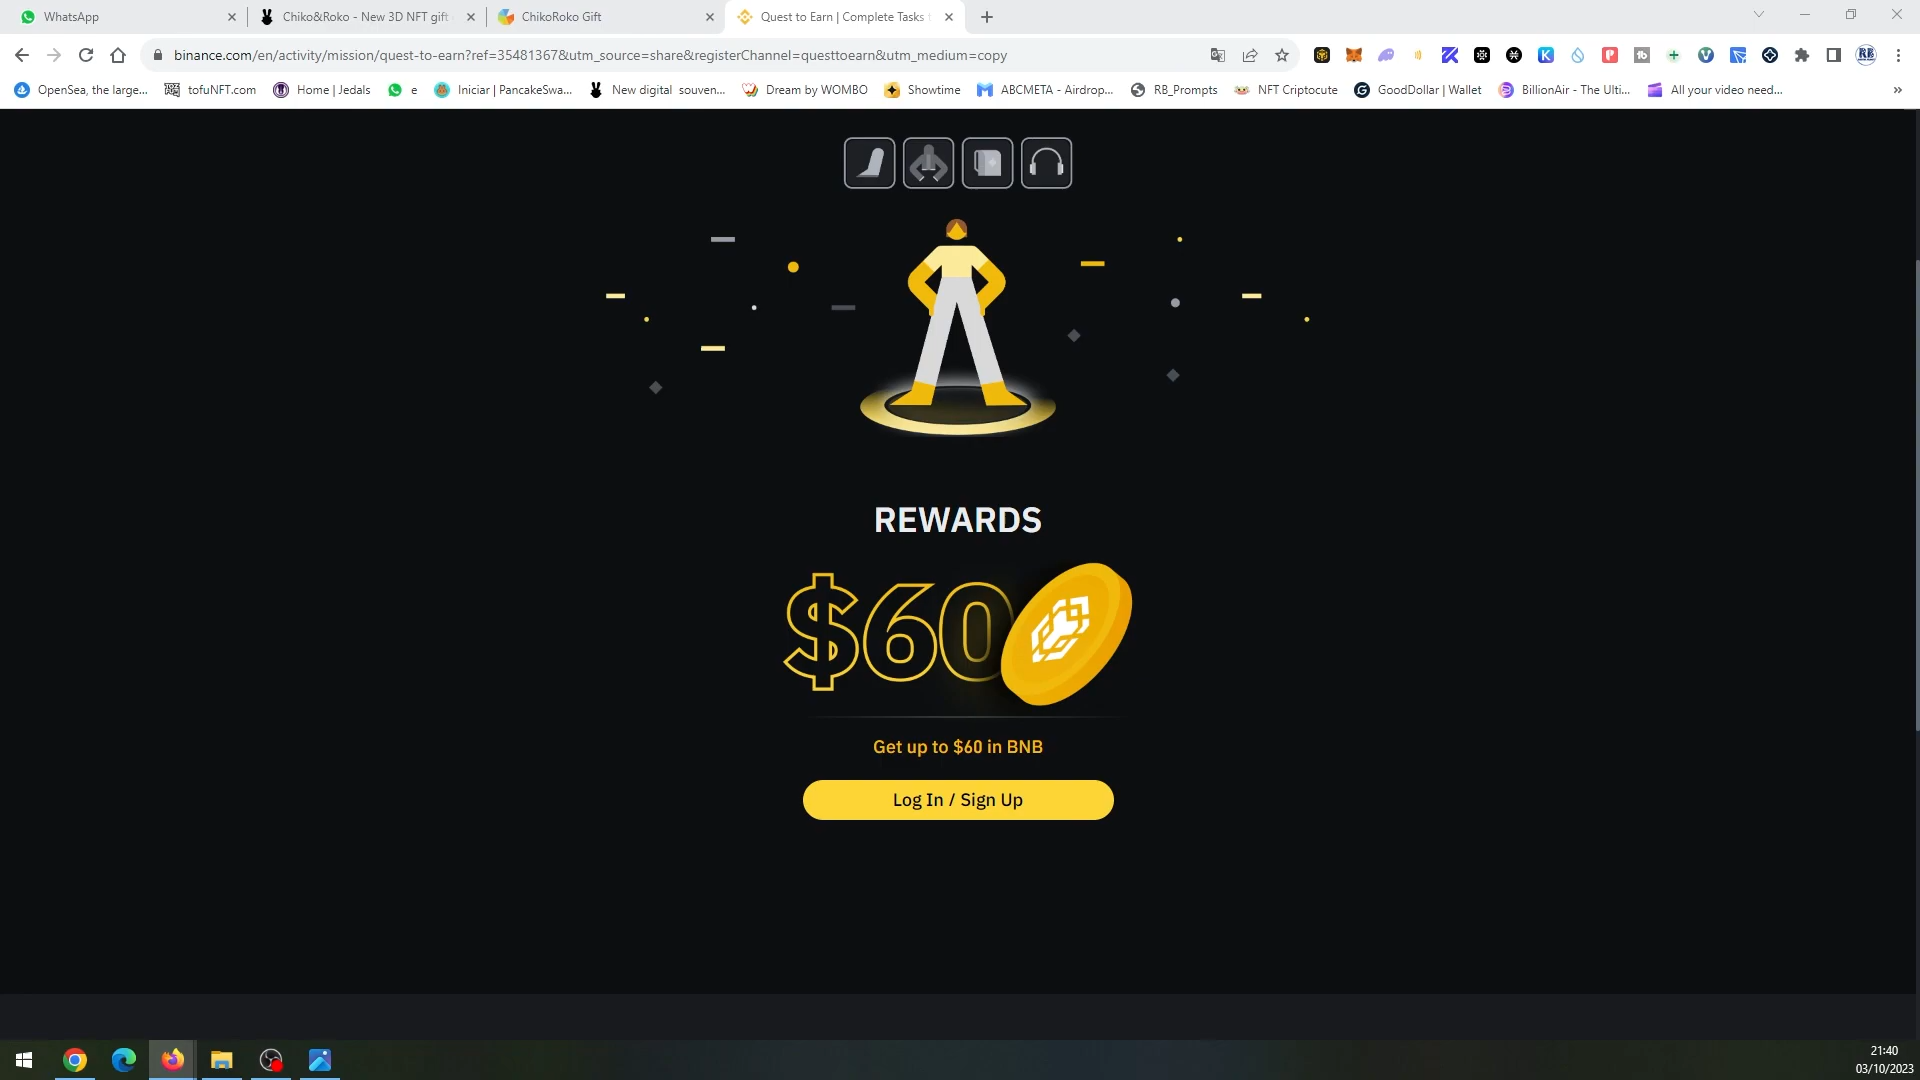 WhatsApp
Chiko&Roko - New 3D NFT gift
ChikoRoko Gift
Quest to Earn | Complete Tasks
binance.com/en/activity/mission/quest-to-earn?ref=35481367&utm_source=share&registerChannel=questtoearn&utm_medium=copy
OpenSea, the large... tofuNFT.com Home | Jedals e Iniciar | PancakeSwa... New digital souven... Dream by WOMBO Showtime ABCMETA - Airdrop... RB_Prompts NFT Criptocute GoodDollar | Wallet BillionAir - The Ulti... All your video need... »
REWARDS
$60
Get up to $60 in BNB
Log In / Sign Up
21:40
03/10/2023